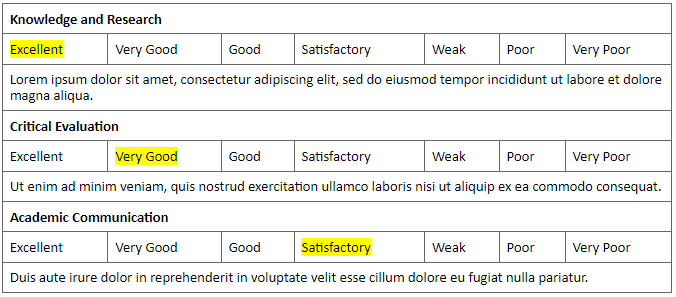 Knowledge and Research
Excellent Very Good Good Satisfactory Weak Poor Very Poor
Lorem ipsum dolor sit amet, consectetur adipiscing elit, sed do eiusmod tempor incididunt ut labore et dolore
magna aliqua.
Critical Evaluation
Excellent Very Good Good Satisfactory Weak Poor Very Poor
Ut enim ad minim veniam, quis nostrud exercitation ullamco laboris nisi ut aliquip ex ea commodo consequat.
Academic Communication
Excellent Very Good Good Satisfactory Weak Poor Very Poor
Duis aute irure dolor in reprehenderit in voluptate velit esse cillum dolore eu fugiat nulla pariatur.